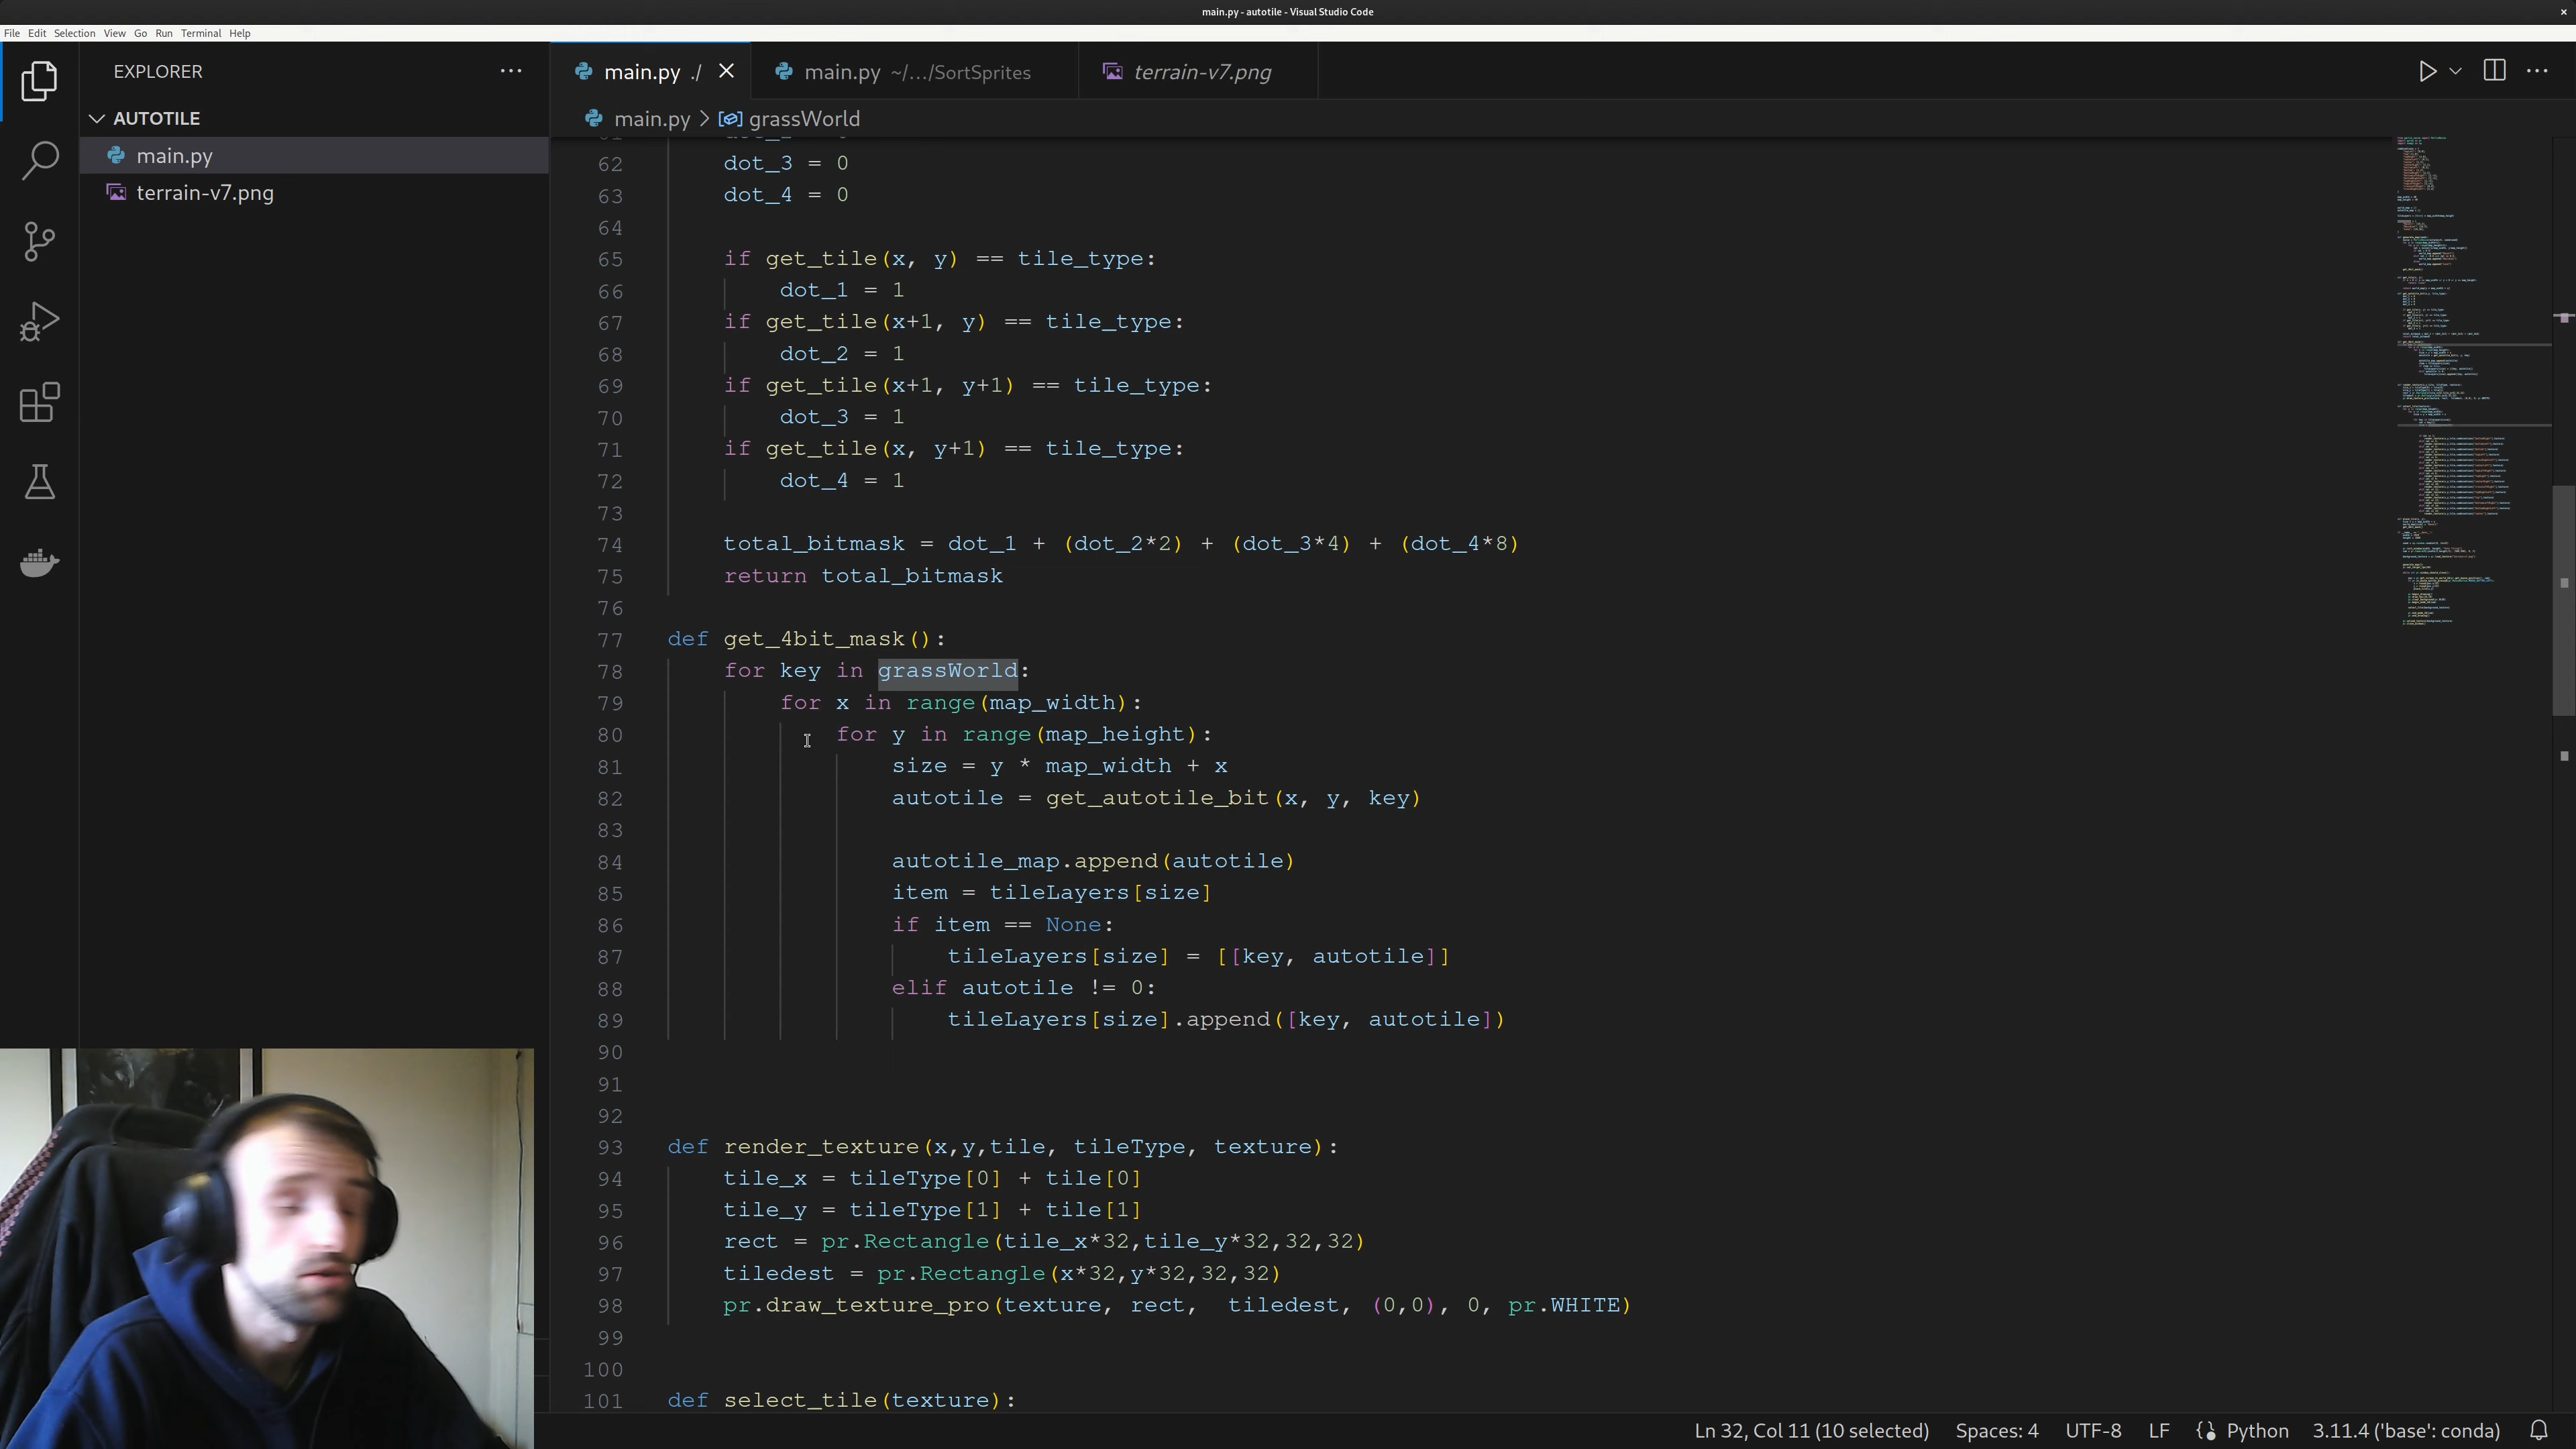 main.py - autotile - Visual Studio Code
File Edit Selection View Go Run Terminal Help
EXPLORER
AUTOTILE
main.py
terrain-v7.png
main.py ./
main.py ~/.../SortSprites
terrain-v7.png
main.py > grassWorld
62 dot_3 = 0
63 dot_4 = 0
64
65 if get_tile(x, y) == tile_type:
66 dot_1 = 1
67 if get_tile(x+1, y) == tile_type:
68 dot_2 = 1
69 if get_tile(x+1, y+1) == tile_type:
70 dot_3 = 1
71 if get_tile(x, y+1) == tile_type:
72 dot_4 = 1
73
74 total_bitmask = dot_1 + (dot_2*2) + (dot_3*4) + (dot_4*8)
75 return total_bitmask
76
77 def get_4bit_mask():
78 for key in grassWorld:
79 for x in range(map_width):
80 for y in range(map_height):
81 size = y * map_width + x
82 autotile = get_autotile_bit(x, y, key)
83
84 autotile_map.append(autotile)
85 item = tileLayers[size]
86 if item == None:
87 tileLayers[size] = [[key, autotile]]
88 elif autotile != 0:
89 tileLayers[size].append([key, autotile])
90
91
92
93 def render_texture(x,y,tile, tileType, texture):
94 tile_x = tileType[0] + tile[0]
95 tile_y = tileType[1] + tile[1]
96 rect = pr.Rectangle(tile_x*32,tile_y*32,32,32)
97 tiledest = pr.Rectangle(x*32,y*32,32,32)
98 pr.draw_texture_pro(texture, rect,  tiledest, (0,0), 0, pr.WHITE)
99
100
101 def select_tile(texture):
Ln 32, Col 11 (10 selected) Spaces: 4 UTF-8 LF Python 3.11.4 ('base': conda)